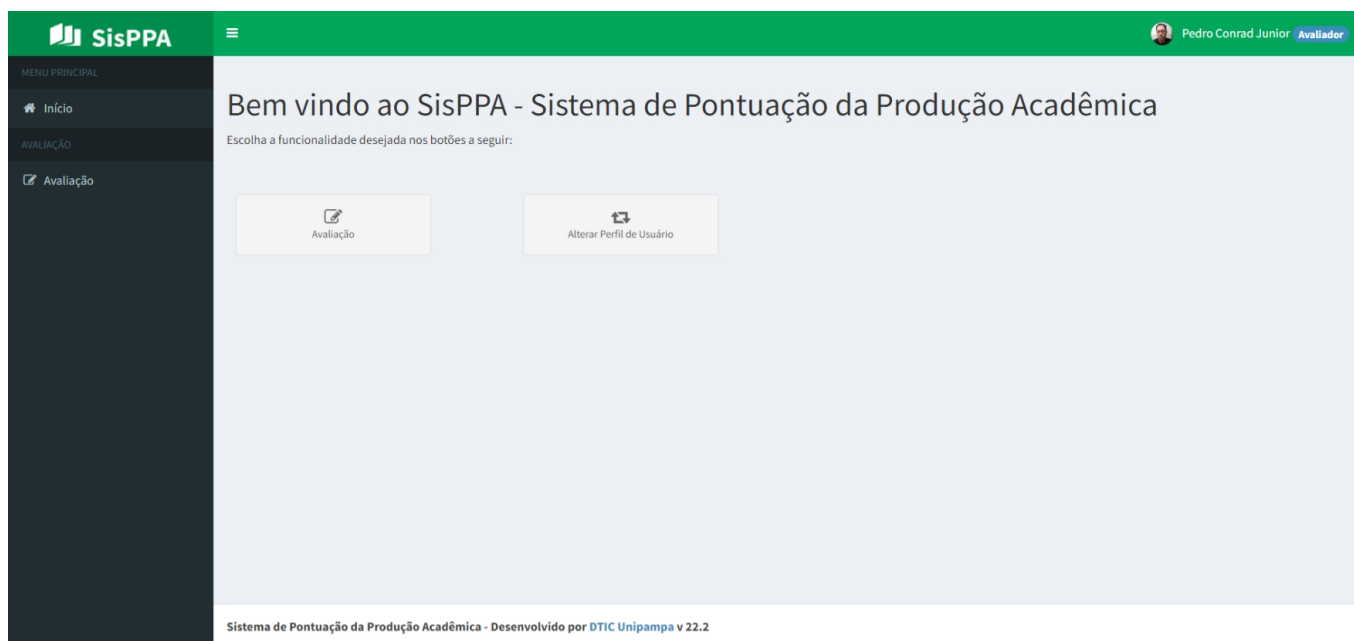 SisPPA
Pedro Conrad Junior Avaliador
MENU PRINCIPAL
Início
AVALIAÇÃO
Avaliação
Bem vindo ao SisPPA - Sistema de Pontuação da Produção Acadêmica
Escolha a funcionalidade desejada nos botões a seguir:
Avaliação
Alterar Perfil de Usuário
Sistema de Pontuação da Produção Acadêmica - Desenvolvido por DTIC Unipampa v 22.2